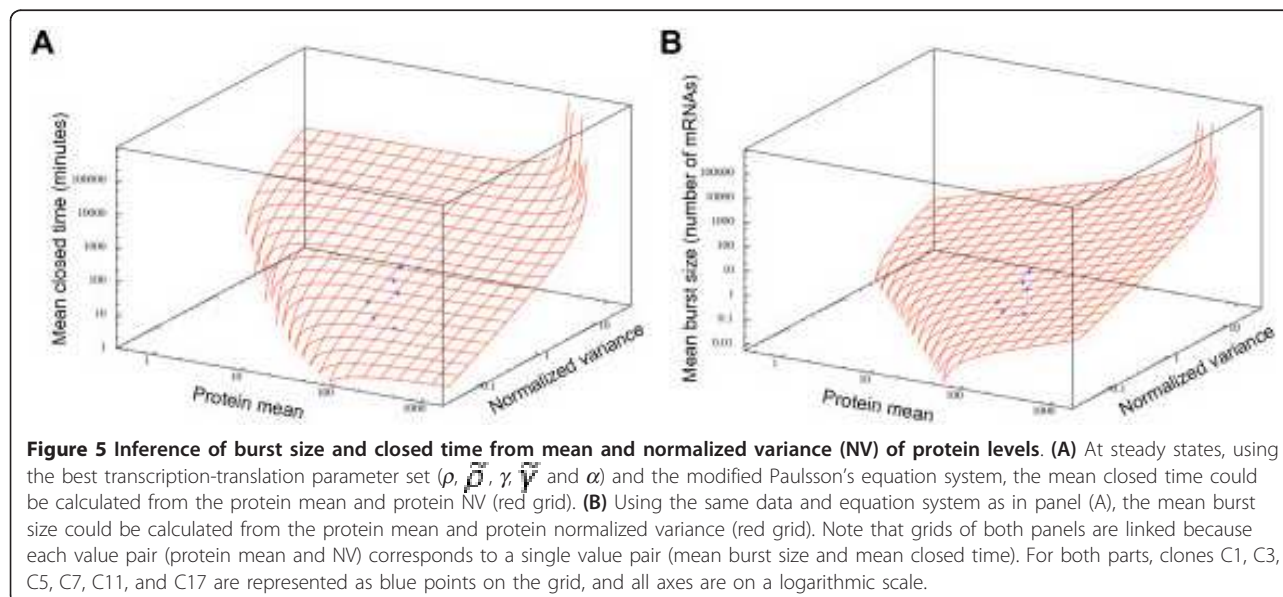 A
B
Mean closed time (minutes)
100000
10000
1000
100
10
1
1
10
100
1000
Protein mean
0.1
1
10
Normalized variance
Mean burst size (number of mRNAs)
100000
10000
1000
100
10
1
0.1
0.01
1
10
100
1000
Protein mean
0.1
1
10
Normalized variance
Figure 5 Inference of burst size and closed time from mean and normalized variance (NV) of protein levels. (A) At steady states, using
the best transcription-translation parameter set (ρ, ρ̃, γ, γ̃ and α) and the modified Paulsson's equation system, the mean closed time could
be calculated from the protein mean and protein NV (red grid). (B) Using the same data and equation system as in panel (A), the mean burst
size could be calculated from the protein mean and protein normalized variance (red grid). Note that grids of both panels are linked because
each value pair (protein mean and NV) corresponds to a single value pair (mean burst size and mean closed time). For both parts, clones C1, C3,
C5, C7, C11, and C17 are represented as blue points on the grid, and all axes are on a logarithmic scale.